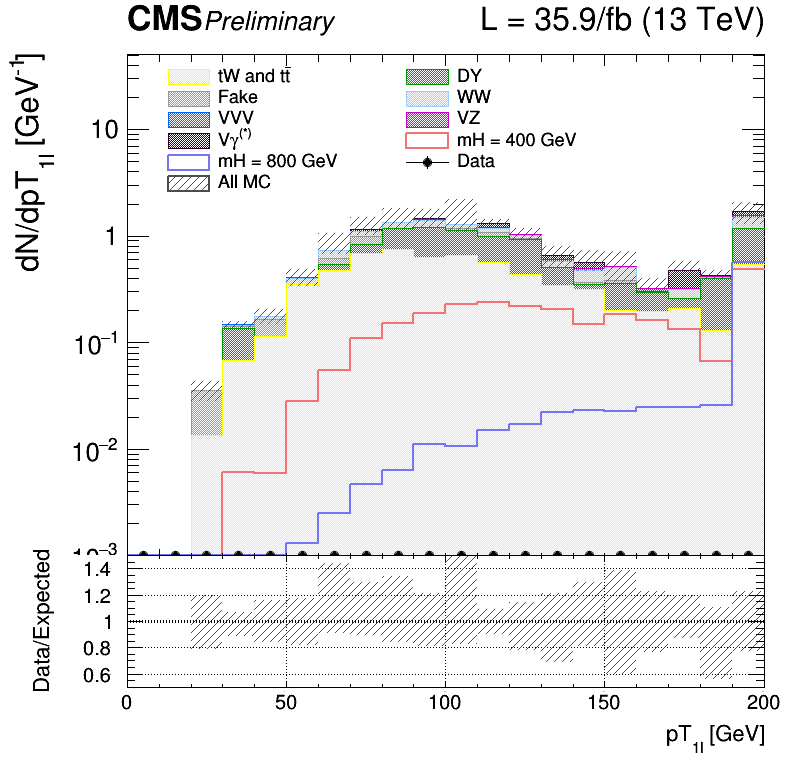 CMS Preliminary L = 35.9/fb (13 TeV)
dN/dpT_1l [GeV^-1]
tW and tt̄ DY
Fake WW
VVV VZ
Vγ^(*) mH = 400 GeV
mH = 800 GeV Data
All MC
10
1
10^−1
10^−2
10^−3
Data/Expected
1.4
1.2
1
0.8
0.6
0 50 100 150 200
pT_1l [GeV]